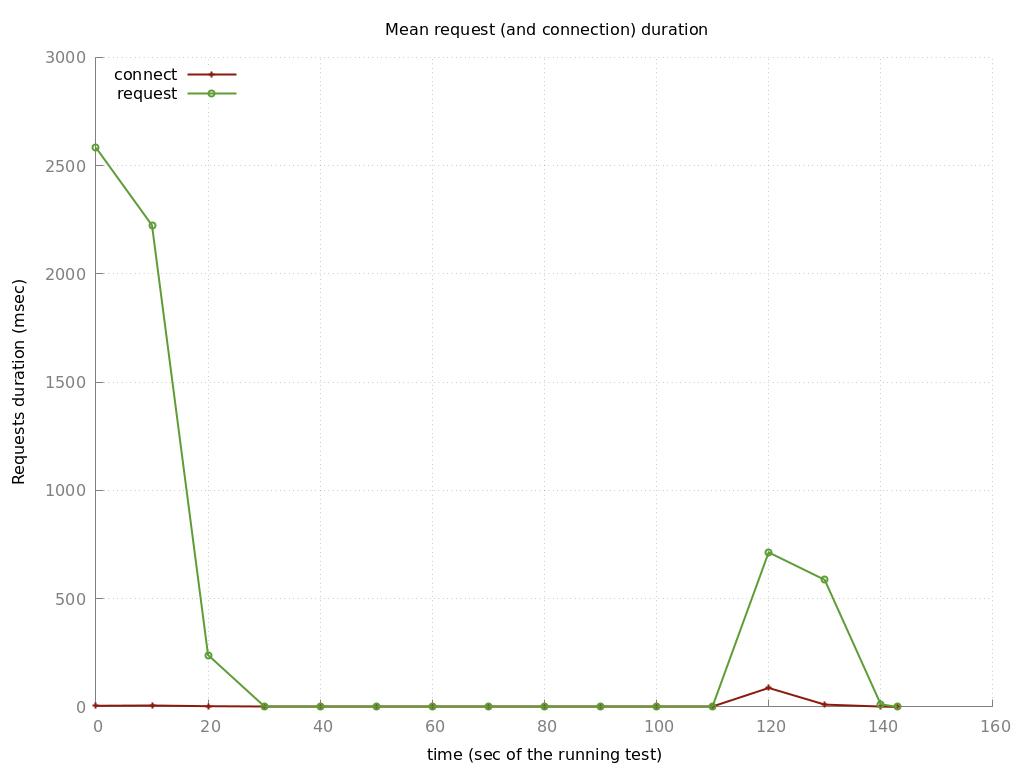 Mean request (and connection) duration
3000
connect
request
2500
2000
1500
1000
500
0
Requests duration (msec)
0 20 40 60 80 100 120 140 160
time (sec of the running test)